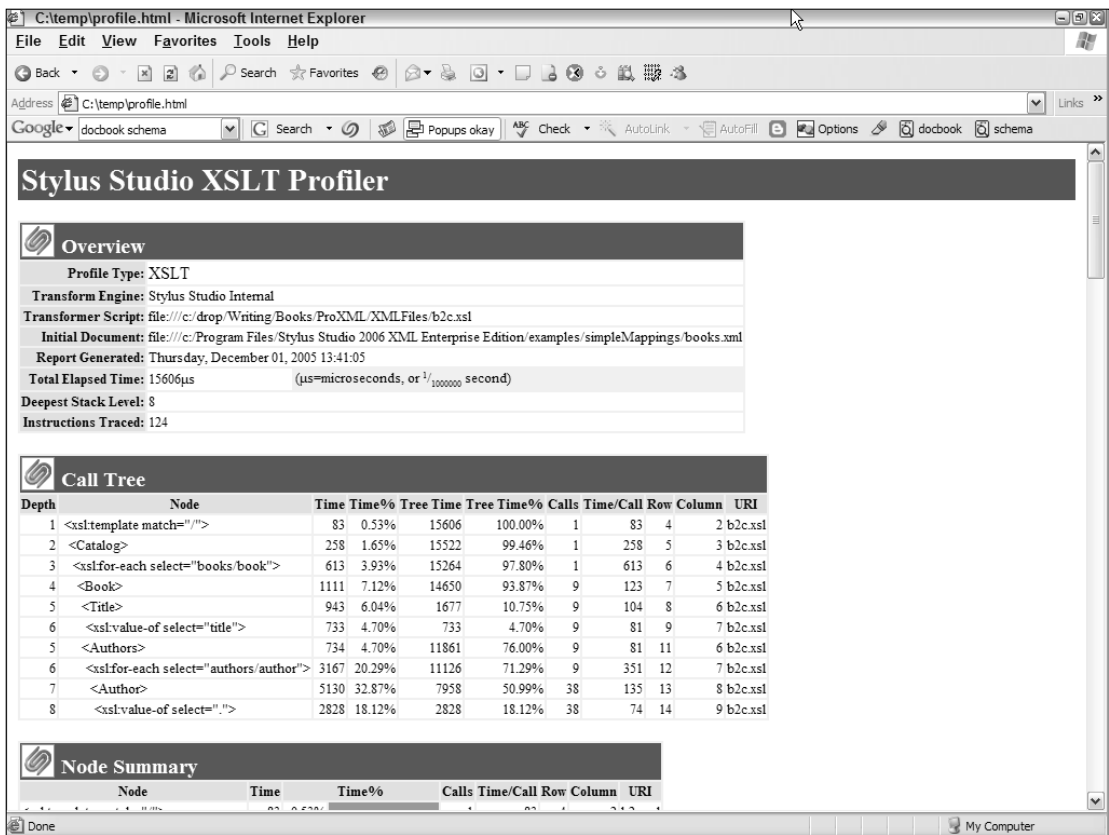 C:\temp\profile.html - Microsoft Internet Explorer
File Edit View Favorites Tools Help
Back Search Favorites
Address C:\temp\profile.html Links »
Google docbook schema G Search Popups okay ABC Check AutoLink AutoFill Options docbook schema
Stylus Studio XSLT Profiler
Overview
Profile Type: XSLT
Transform Engine: Stylus Studio Internal
Transformer Script: file:///c:/drop/Writing/Books/ProXML/XMLFiles/b2c.xsl
Initial Document: file:///c:/Program Files/Stylus Studio 2006 XML Enterprise Edition/examples/simpleMappings/books.xml
Report Generated: Thursday, December 01, 2005 13:41:05
Total Elapsed Time: 15606µs (µs=microseconds, or 1/1000000 second)
Deepest Stack Level: 8
Instructions Traced: 124
Call Tree
Depth Node Time Time% Tree Time Tree Time% Calls Time/Call Row Column URI
1 <xsl:template match="/"> 83 0.53% 15606 100.00% 1 83 4 2 b2c.xsl
2 <Catalog> 258 1.65% 15522 99.46% 1 258 5 3 b2c.xsl
3 <xsl:for-each select="books/book"> 613 3.93% 15264 97.80% 1 613 6 4 b2c.xsl
4 <Book> 1111 7.12% 14650 93.87% 9 123 7 5 b2c.xsl
5 <Title> 943 6.04% 1677 10.75% 9 104 8 6 b2c.xsl
6 <xsl:value-of select="title"> 733 4.70% 733 4.70% 9 81 9 7 b2c.xsl
5 <Authors> 734 4.70% 11861 76.00% 9 81 11 6 b2c.xsl
6 <xsl:for-each select="authors/author"> 3167 20.29% 11126 71.29% 9 351 12 7 b2c.xsl
7 <Author> 5130 32.87% 7958 50.99% 38 135 13 8 b2c.xsl
8 <xsl:value-of select="."> 2828 18.12% 2828 18.12% 38 74 14 9 b2c.xsl
Node Summary
Node Time Time% Calls Time/Call Row Column URI
Done My Computer